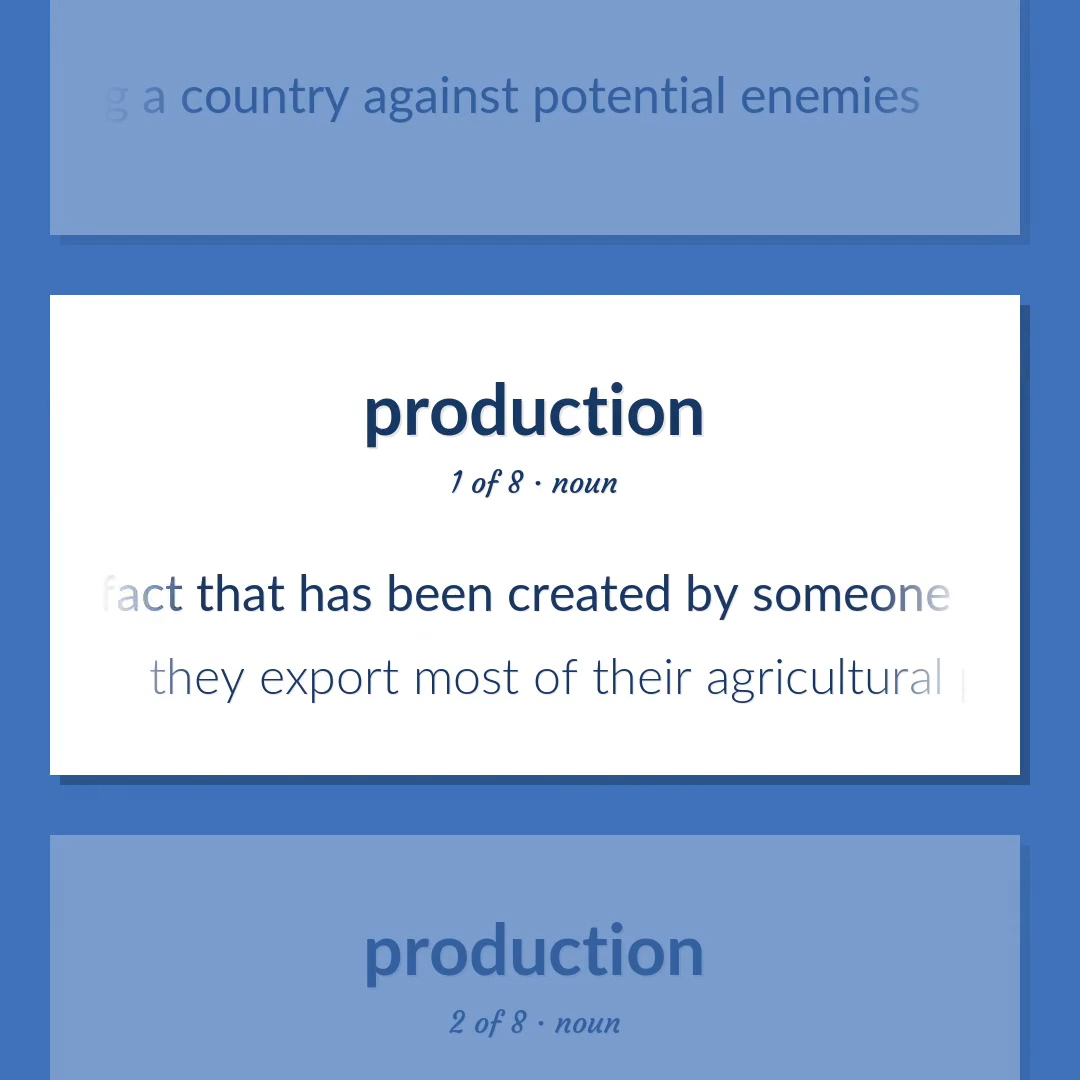 g a country against potential enemies
production
1 of 8 · noun
fact that has been created by someone
they export most of their agricultural
production
2 of 8 · noun